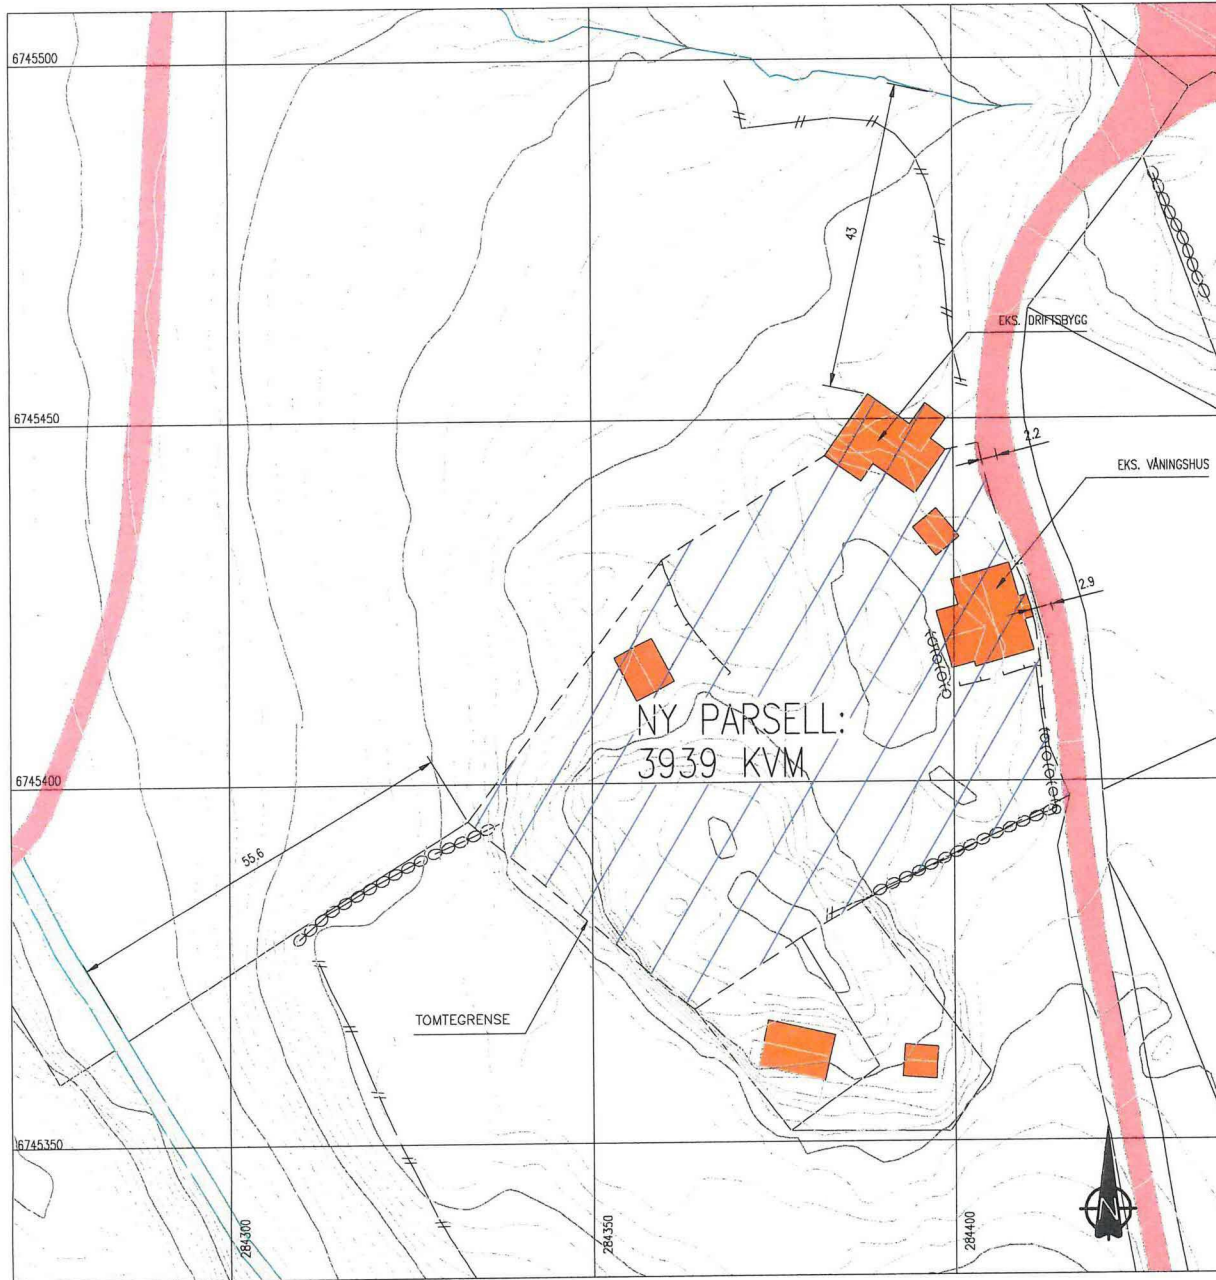 6745500
43
EKS. DRIFTSBYGG
6745450
2.2
EKS. VÅNINGSHUS
2.9
NY PARSELL:
3939 KVM
6745400
55,6
TOMTEGRENSE
6745350
284300
284350
284400
N